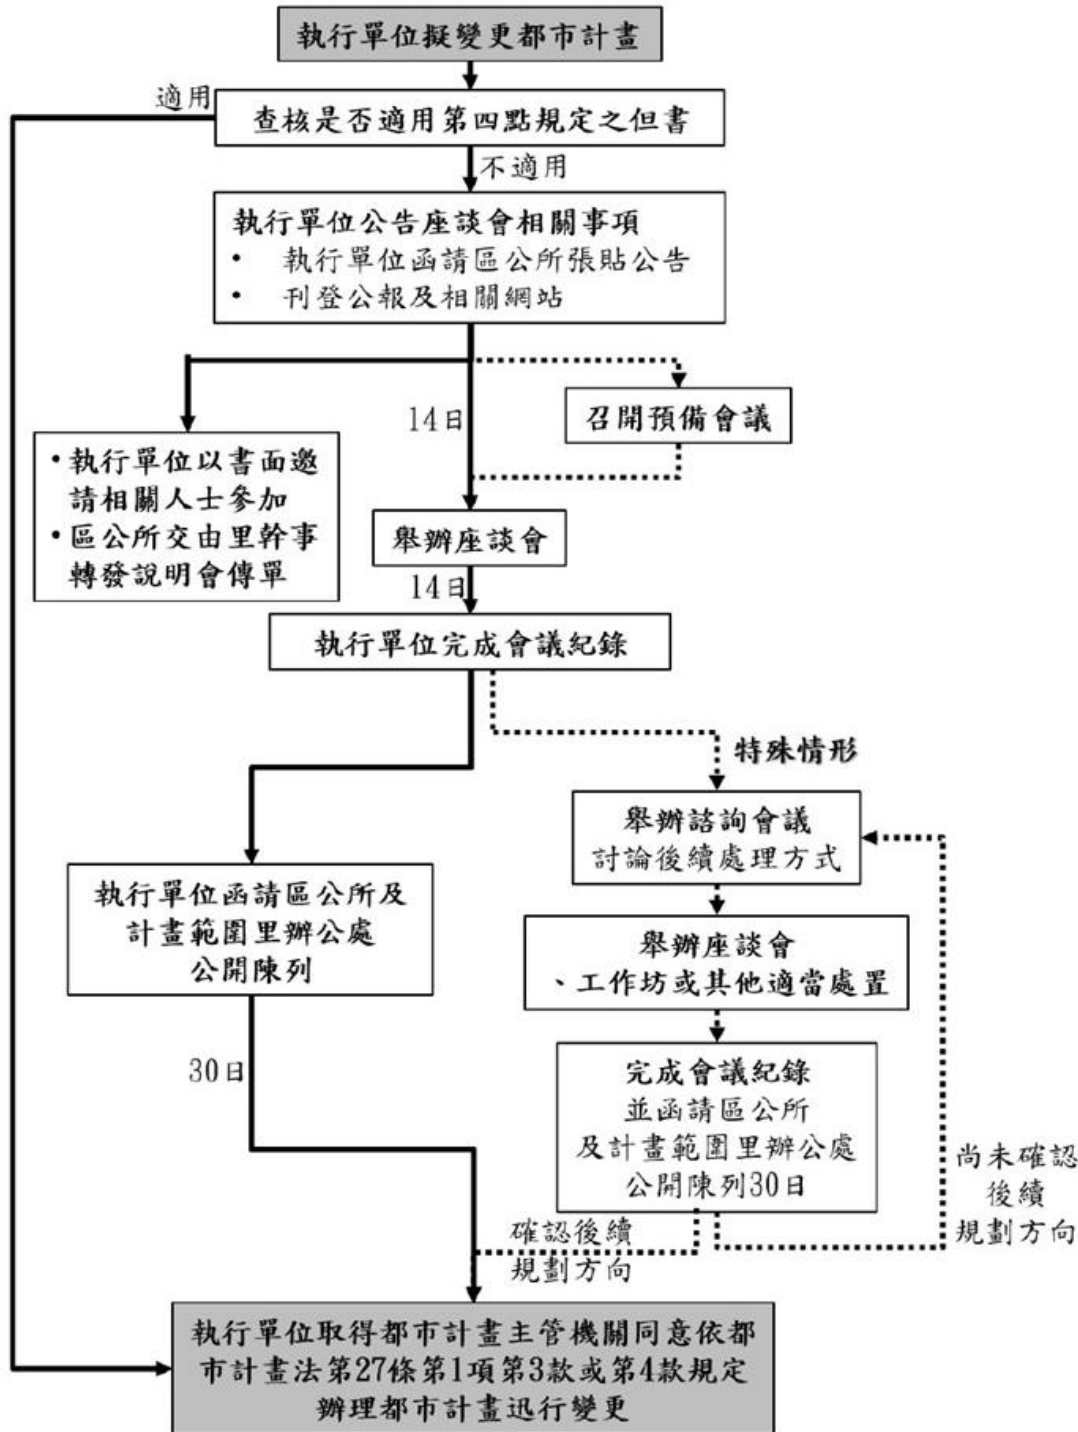 執行單位擬變更都市計畫
適用
查核是否適用第四點規定之但書
不適用
執行單位公告座談會相關事項
• 執行單位函請區公所張貼公告
• 刊登公報及相關網站
14日
召開預備會議
•執行單位以書面邀
請相關人士參加
•區公所交由里幹事
轉發說明會傳單
舉辦座談會
14日
執行單位完成會議紀錄
特殊情形
舉辦諮詢會議
討論後續處理方式
執行單位函請區公所及
計畫範圍里辦公處
公開陳列
舉辦座談會
、工作坊或其他適當處置
30日
完成會議紀錄
並函請區公所
及計畫範圍里辦公處
公開陳列30日
尚未確認
後續
規劃方向
確認後續
規劃方向
執行單位取得都市計畫主管機關同意依都
市計畫法第27條第1項第3款或第4款規定
辦理都市計畫迅行變更